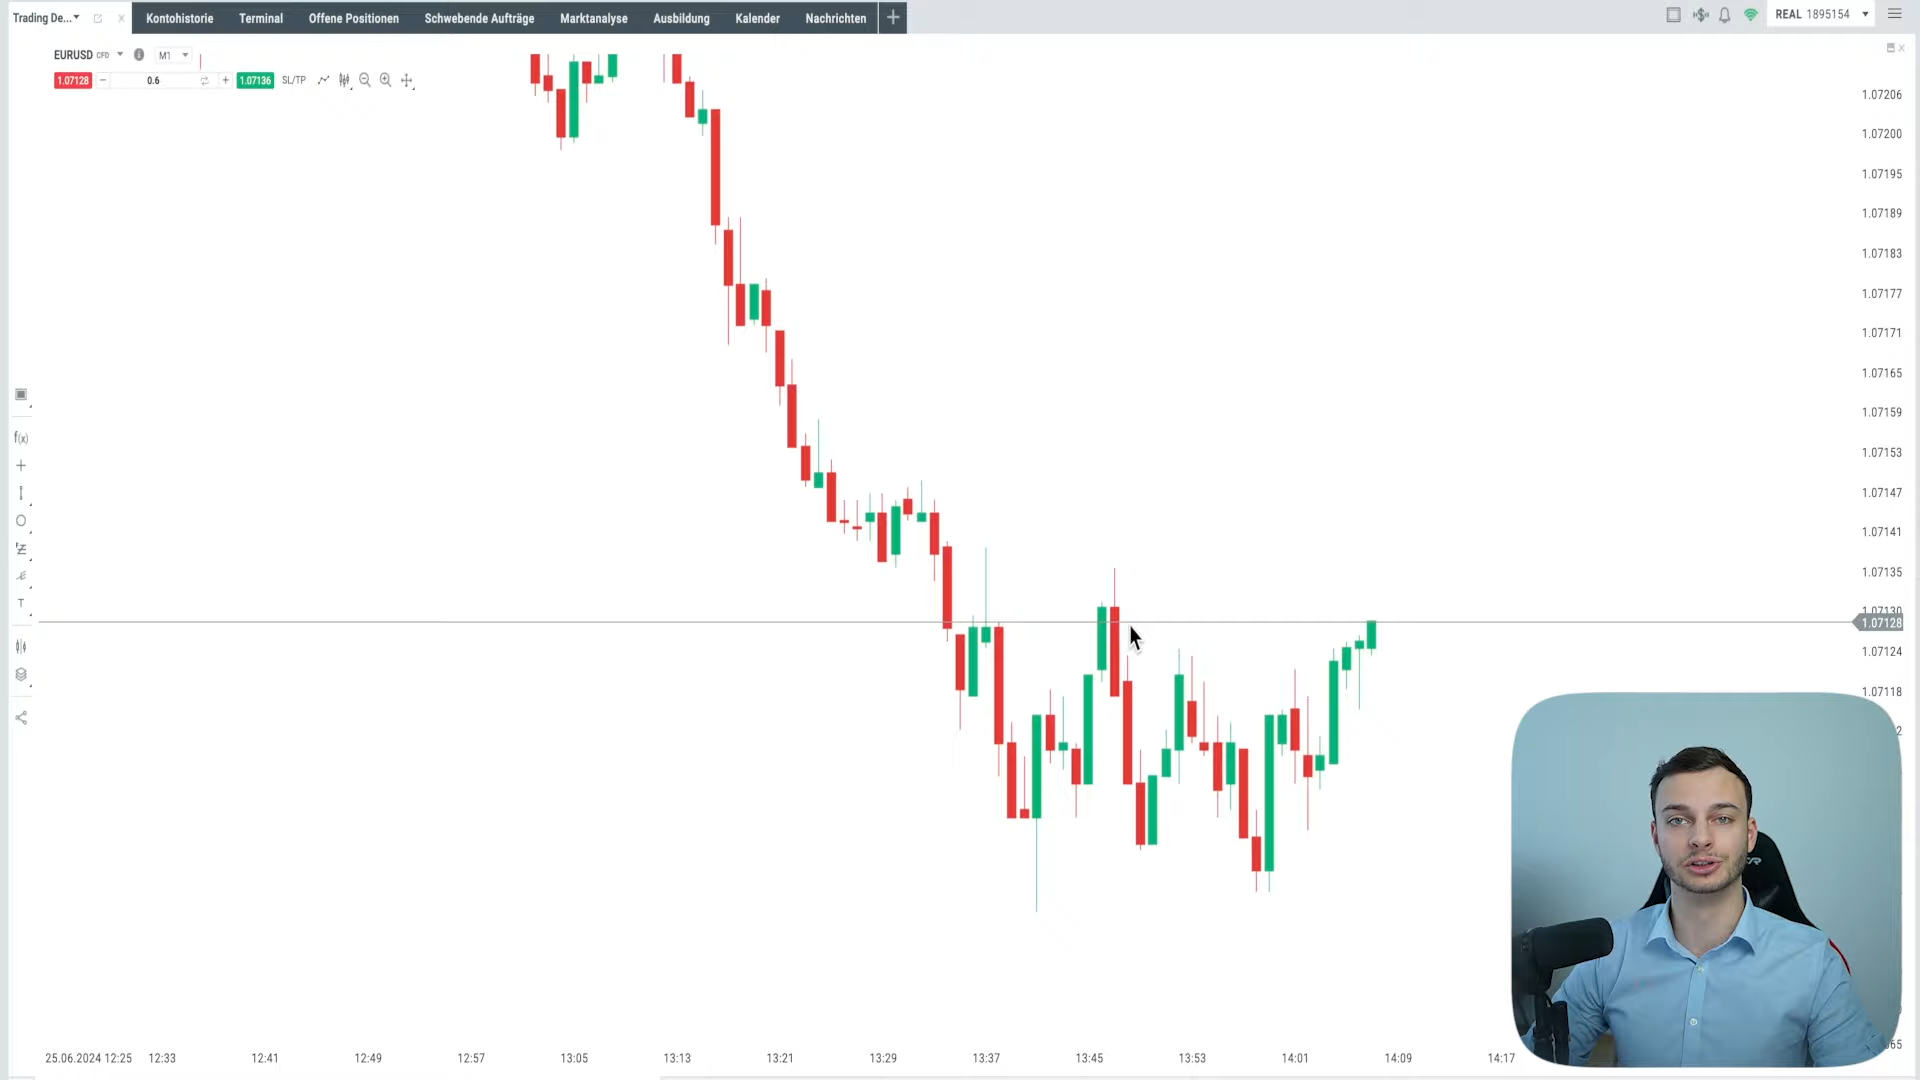 Trading De...
Kontohistorie
Terminal
Offene Positionen
Schwebende Aufträge
Marktanalyse
Ausbildung
Kalender
Nachrichten
REAL 1895154
EURUSD CFD
M1
1.07128
0.6
1.07136
SL/TP
f(x)
T
1.07206
1.07200
1.07195
1.07189
1.07183
1.07177
1.07171
1.07165
1.07159
1.07153
1.07147
1.07141
1.07135
1.07130
1.07128
1.07124
1.07118
25.06.2024 12:25
12:33
12:41
12:49
12:57
13:05
13:13
13:21
13:29
13:37
13:45
13:53
14:01
14:09
14:17